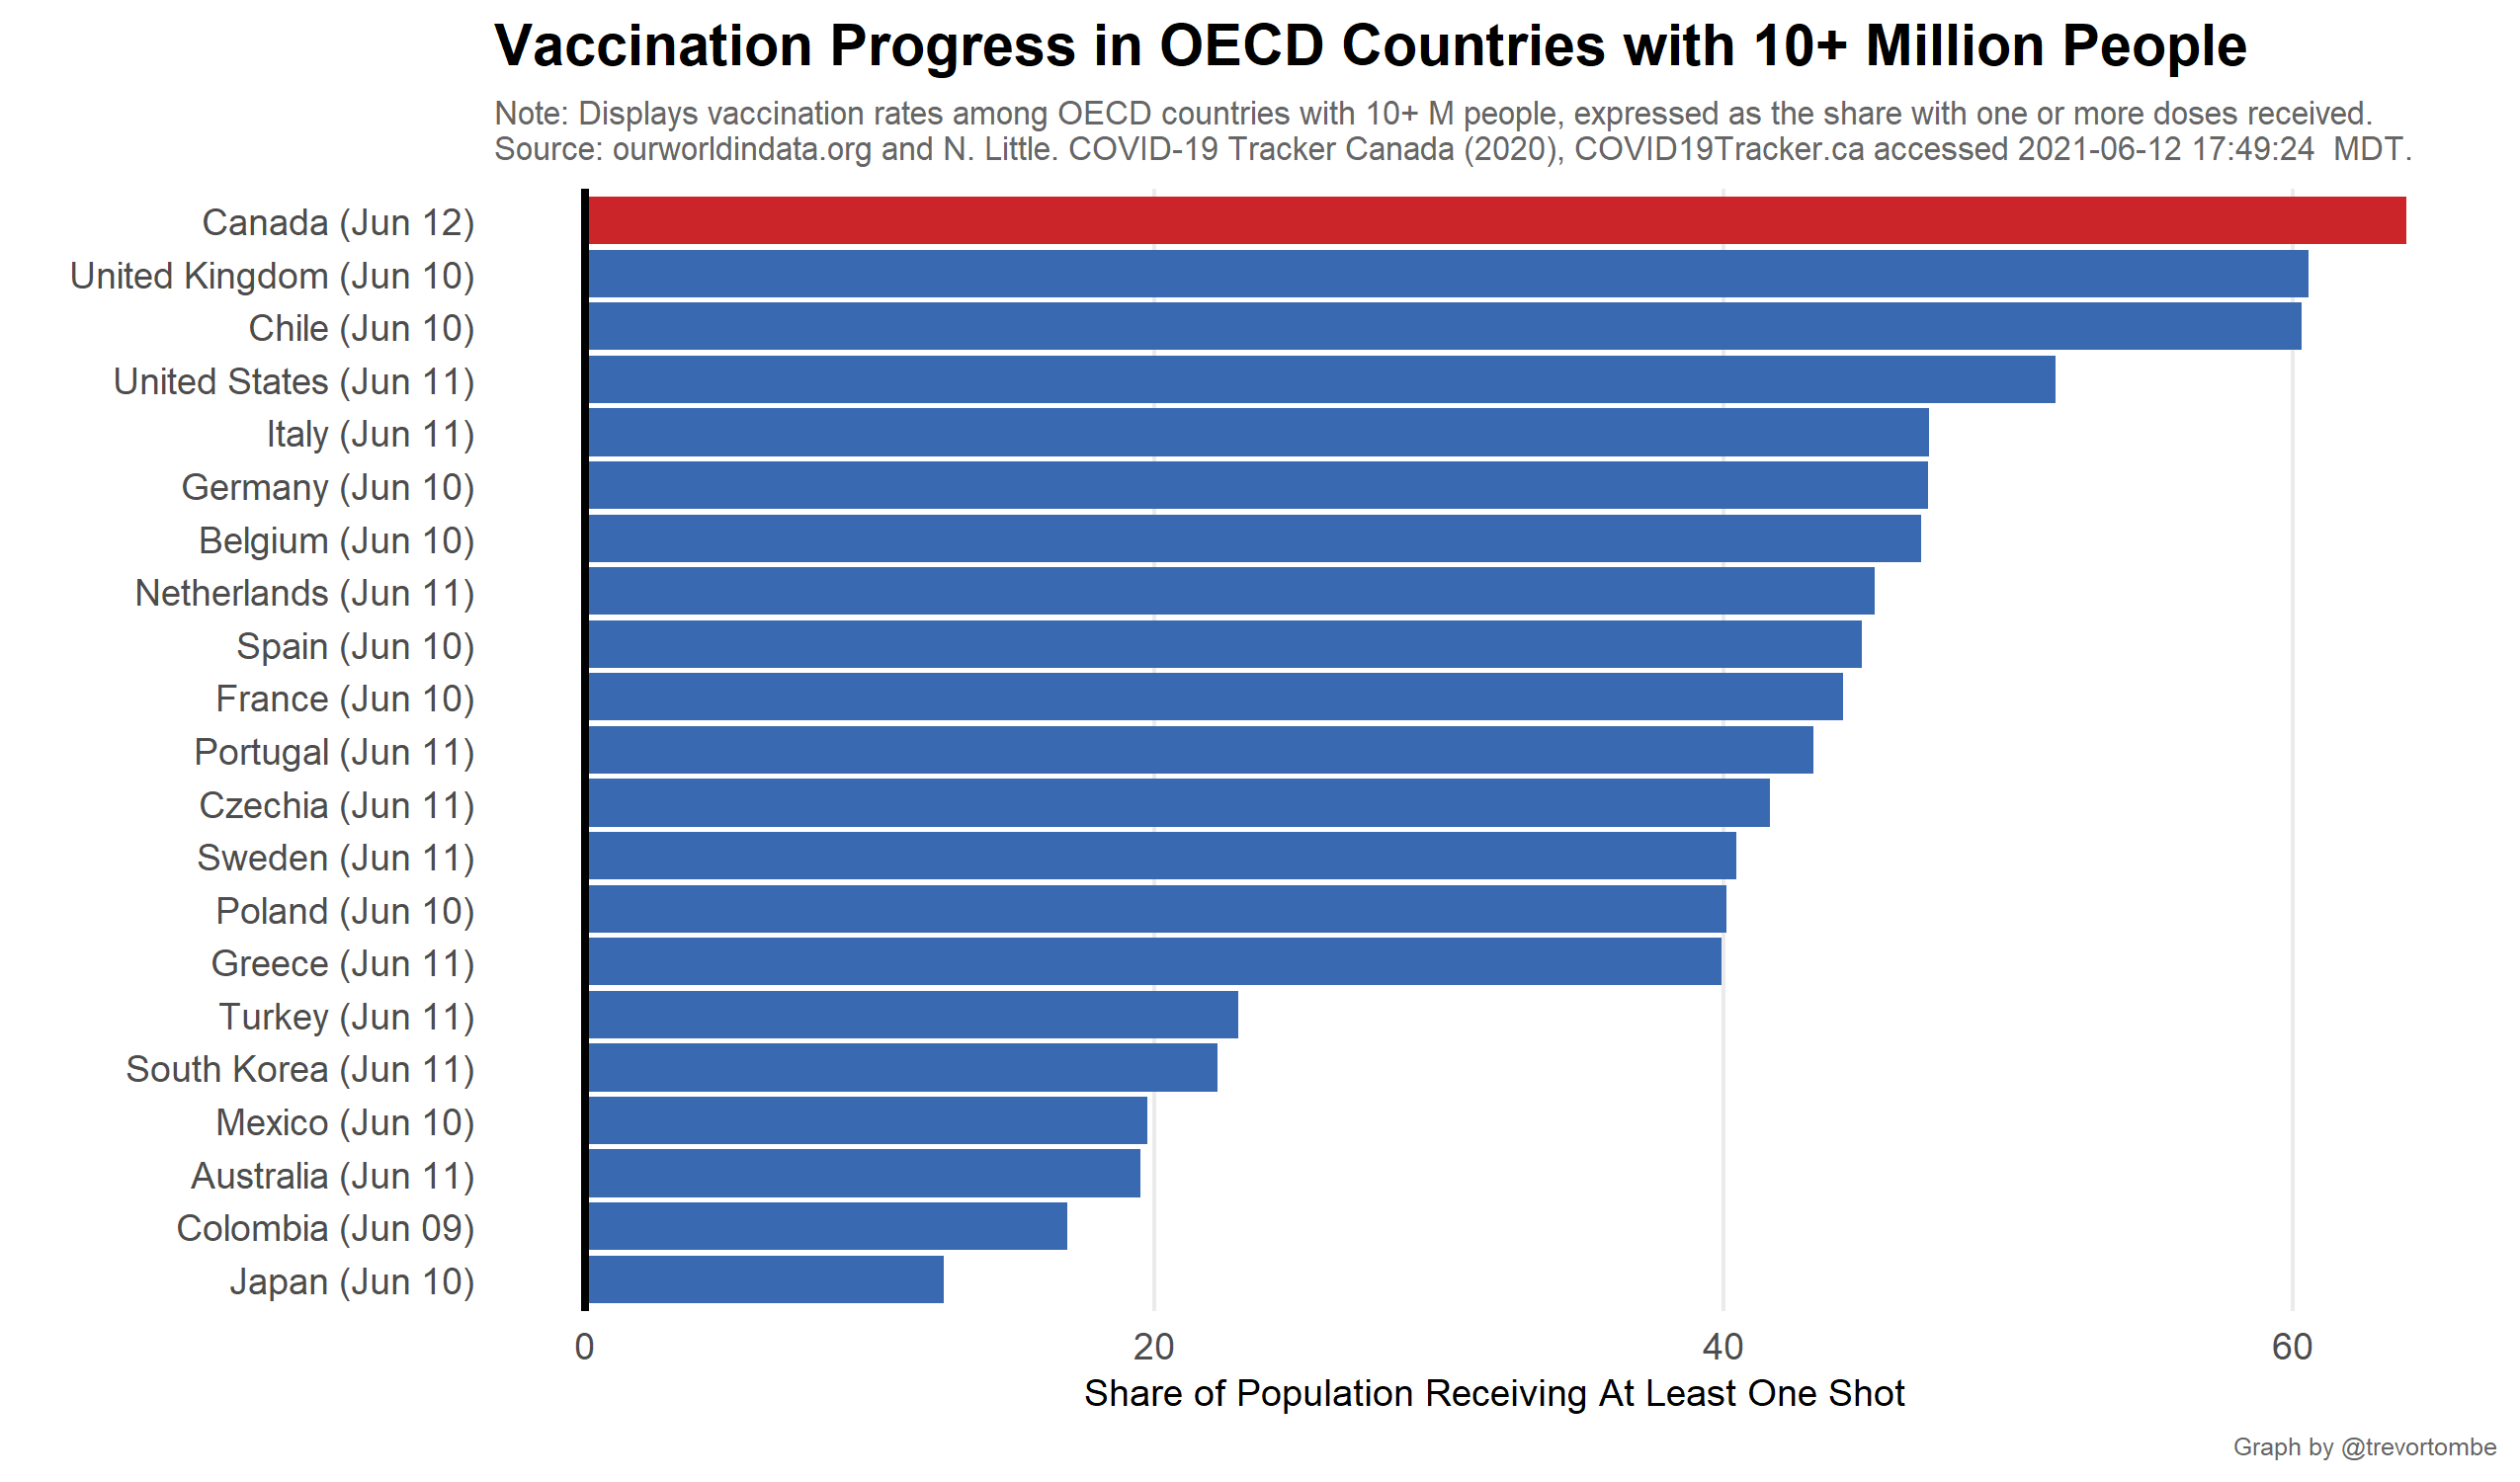 Vaccination Progress in OECD Countries with 10+ Million People
Note: Displays vaccination rates among OECD countries with 10+ M people, expressed as the share with one or more doses received.
Source: ourworldindata.org and N. Little. COVID-19 Tracker Canada (2020), COVID19Tracker.ca accessed 2021-06-12 17:49:24  MDT.
Canada (Jun 12)
United Kingdom (Jun 10)
Chile (Jun 10)
United States (Jun 11)
Italy (Jun 11)
Germany (Jun 10)
Belgium (Jun 10)
Netherlands (Jun 11)
Spain (Jun 10)
France (Jun 10)
Portugal (Jun 11)
Czechia (Jun 11)
Sweden (Jun 11)
Poland (Jun 10)
Greece (Jun 11)
Turkey (Jun 11)
South Korea (Jun 11)
Mexico (Jun 10)
Australia (Jun 11)
Colombia (Jun 09)
Japan (Jun 10)
0 20 40 60
Share of Population Receiving At Least One Shot
Graph by @trevortombe